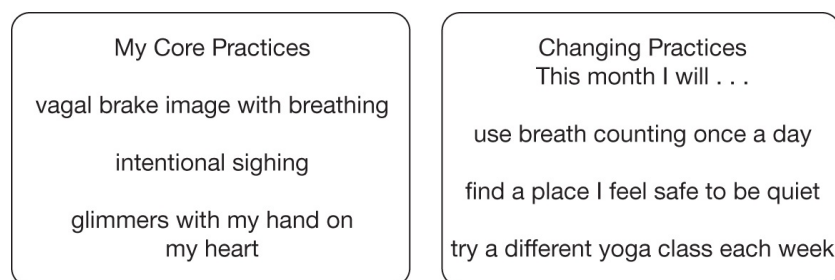 My Core Practices
vagal brake image with breathing
intentional sighing
glimmers with my hand on
my heart
Changing Practices
This month I will . . .
use breath counting once a day
find a place I feel safe to be quiet
try a different yoga class each week